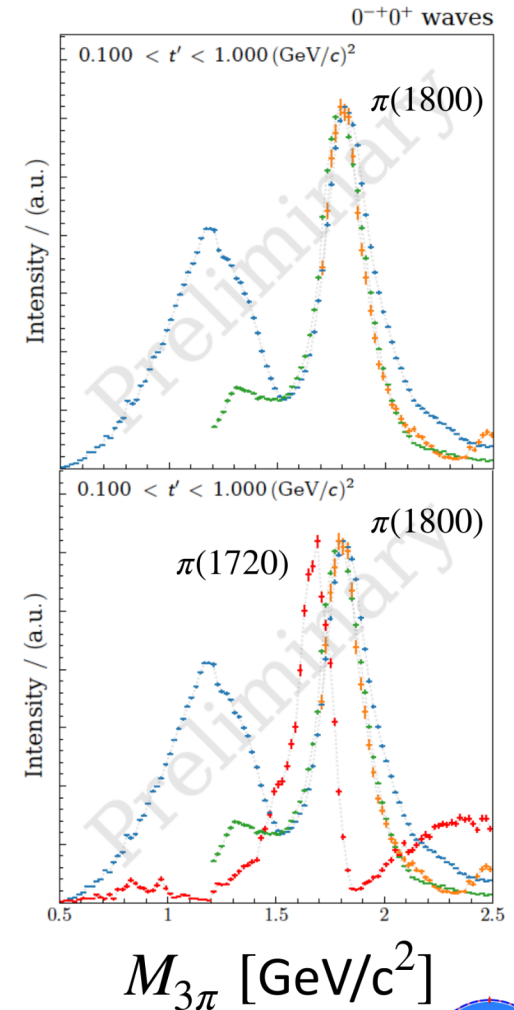 0⁻⁺0⁺ waves
0.100 < t′ < 1.000 (GeV/c)²
π(1800)
Intensity / (a.u.)
Preliminary
0.100 < t′ < 1.000 (GeV/c)²
π(1800)
π(1720)
Intensity / (a.u.)
Preliminary
0.5 1 1.5 2 2.5
M₃π [GeV/c²]